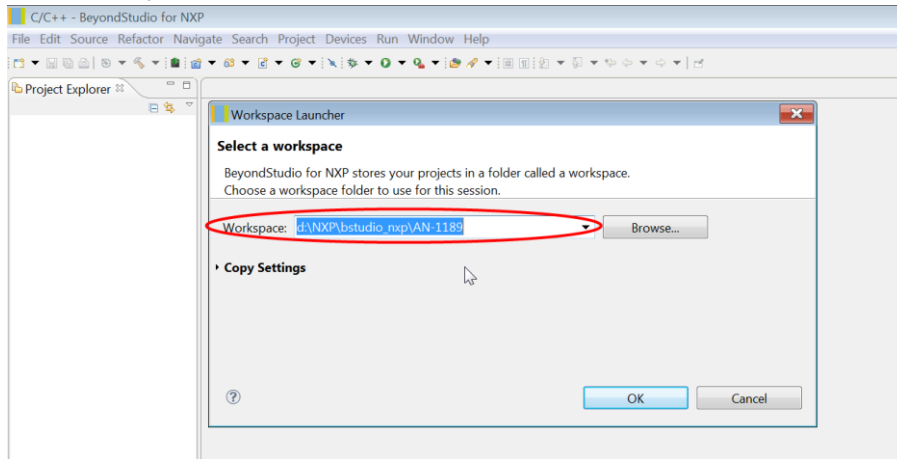 C/C++ - BeyondStudio for NXP
File Edit Source Refactor Navigate Search Project Devices Run Window Help
Project Explorer
Workspace Launcher
Select a workspace
BeyondStudio for NXP stores your projects in a folder called a workspace.
Choose a workspace folder to use for this session.
Workspace: d:\NXP\bstudio_nxp\AN-1189 Browse...
Copy Settings
OK Cancel